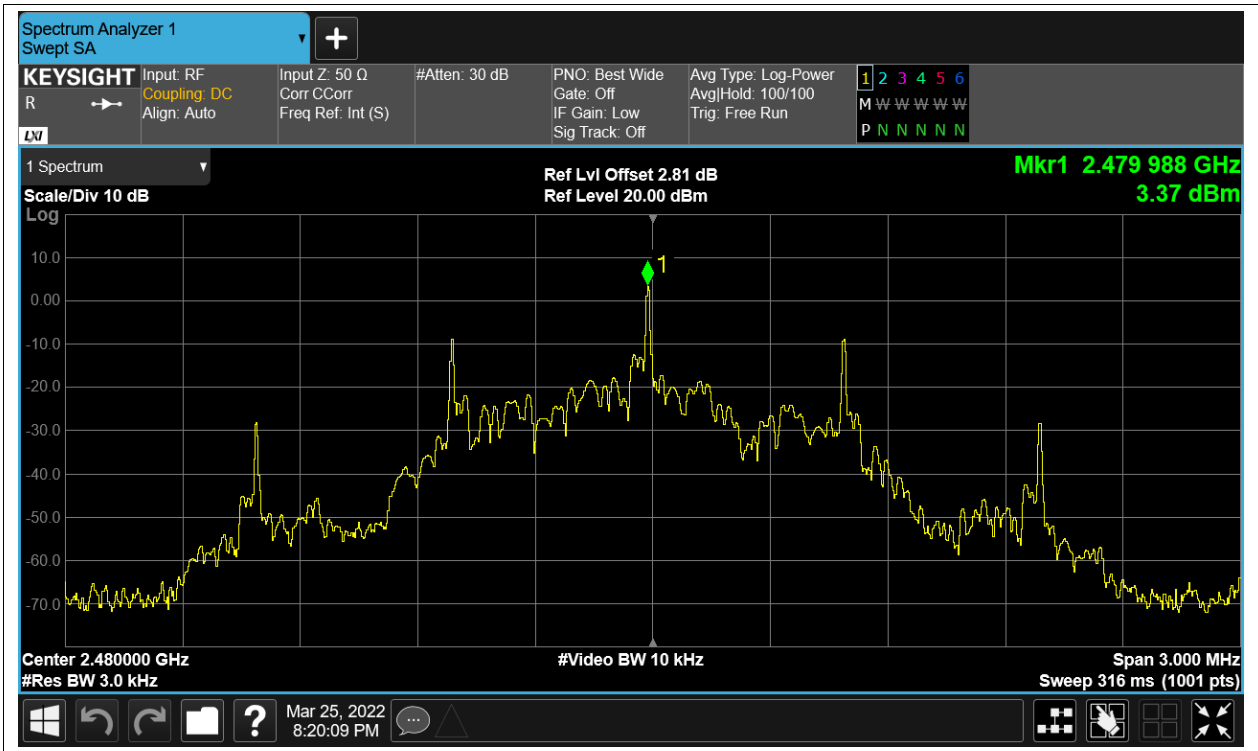 Spectrum Analyzer 1
Swept SA
+
KEYSIGHT
R
LXI
Input: RF
Coupling: DC
Align: Auto
Input Z: 50 Ω
Corr CCorr
Freq Ref: Int (S)
#Atten: 30 dB
PNO: Best Wide
Gate: Off
IF Gain: Low
Sig Track: Off
Avg Type: Log-Power
Avg|Hold: 100/100
Trig: Free Run
1 2 3 4 5 6
M W W W W W
P N N N N N
1 Spectrum
Scale/Div 10 dB
Log
Ref Lvl Offset 2.81 dB
Ref Level 20.00 dBm
Mkr1 2.479 988 GHz
3.37 dBm
1
10.0
0.00
-10.0
-20.0
-30.0
-40.0
-50.0
-60.0
-70.0
Center 2.480000 GHz
#Res BW 3.0 kHz
#Video BW 10 kHz
Span 3.000 MHz
Sweep 316 ms (1001 pts)
?
Mar 25, 2022
8:20:09 PM